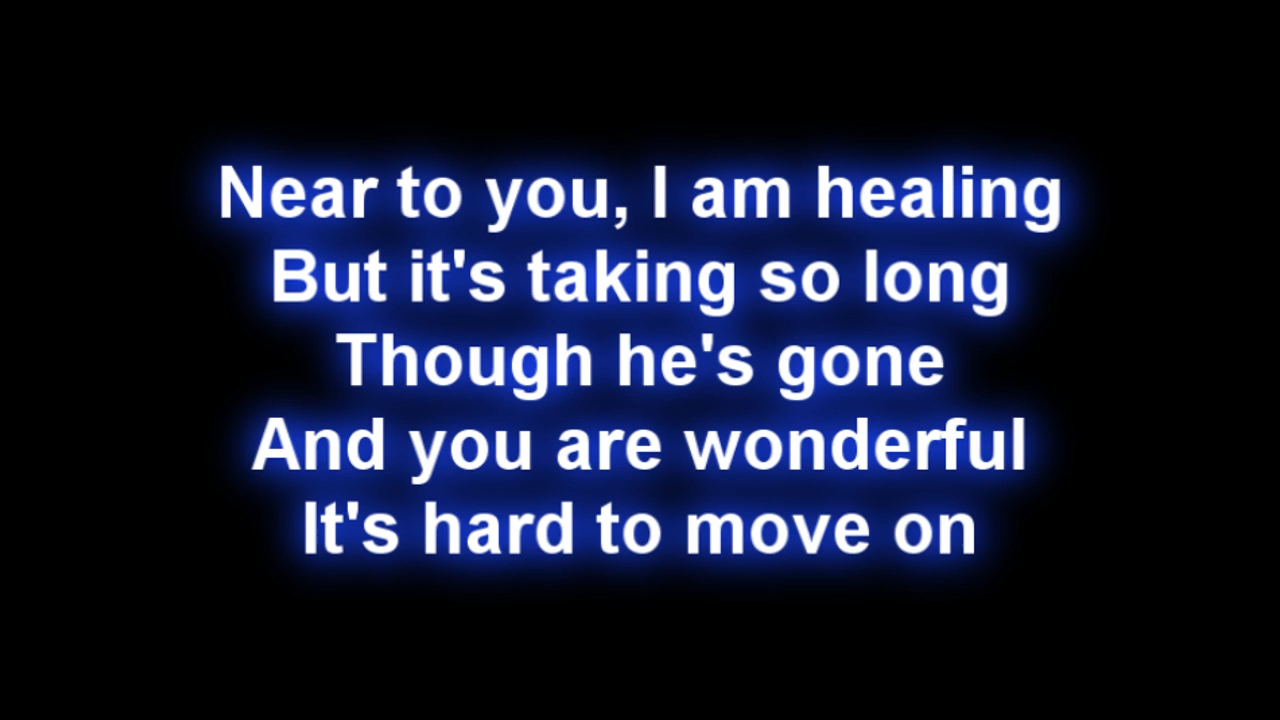 Near to you, I am healing
But it's taking so long
Though he's gone
And you are wonderful
It's hard to move on